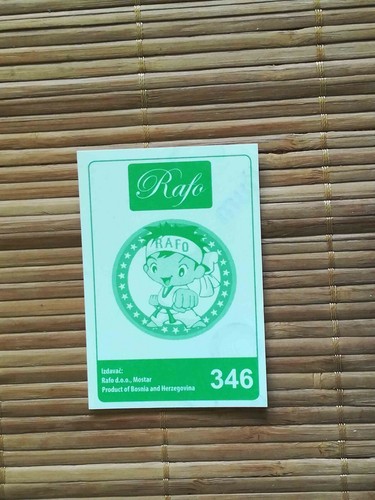 Rafo
RAFO
Izdavač:
Rafo d.o.o., Mostar
Product of Bosnia and Herzegovina
346